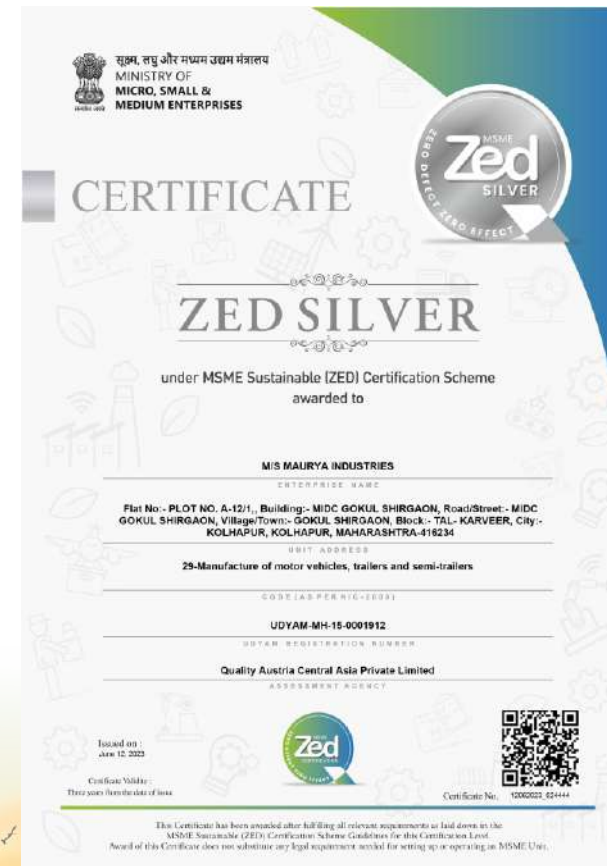 सूक्ष्म, लघु और मध्यम उद्यम मंत्रालय
MINISTRY OF
MICRO, SMALL &
MEDIUM ENTERPRISES
MSME
Zed
SILVER
ZERO DEFECT ZERO EFFECT
CERTIFICATE
ZED SILVER
under MSME Sustainable (ZED) Certification Scheme
awarded to
M/S MAURYA INDUSTRIES
ENTERPRISE NAME
Flat No:- PLOT NO. A-12/1,, Building:- MIDC GOKUL SHIRGAON, Road/Street:- MIDC
GOKUL SHIRGAON, Village/Town:- GOKUL SHIRGAON, Block:- TAL- KARVEER, City:-
KOLHAPUR, KOLHAPUR, MAHARASHTRA-416234
UNIT ADDRESS
29-Manufacture of motor vehicles, trailers and semi-trailers
CODE (AS PER NIC-2008)
UDYAM-MH-15-0001912
UDYAM REGISTRATION NUMBER
Quality Austria Central Asia Private Limited
ASSESSMENT AGENCY
Issued on :
June 12, 2023
Certificate Validity :
Three years from the date of issue
Zed
Certificate No.
This Certificate has been awarded after fulfilling all relevant requirements as laid down in the
MSME Sustainable (ZED) Certification Scheme Guidelines for this Certification Level.
Award of this Certificate does not substitute any legal requirement needed for setting up or operating an MSME Unit.